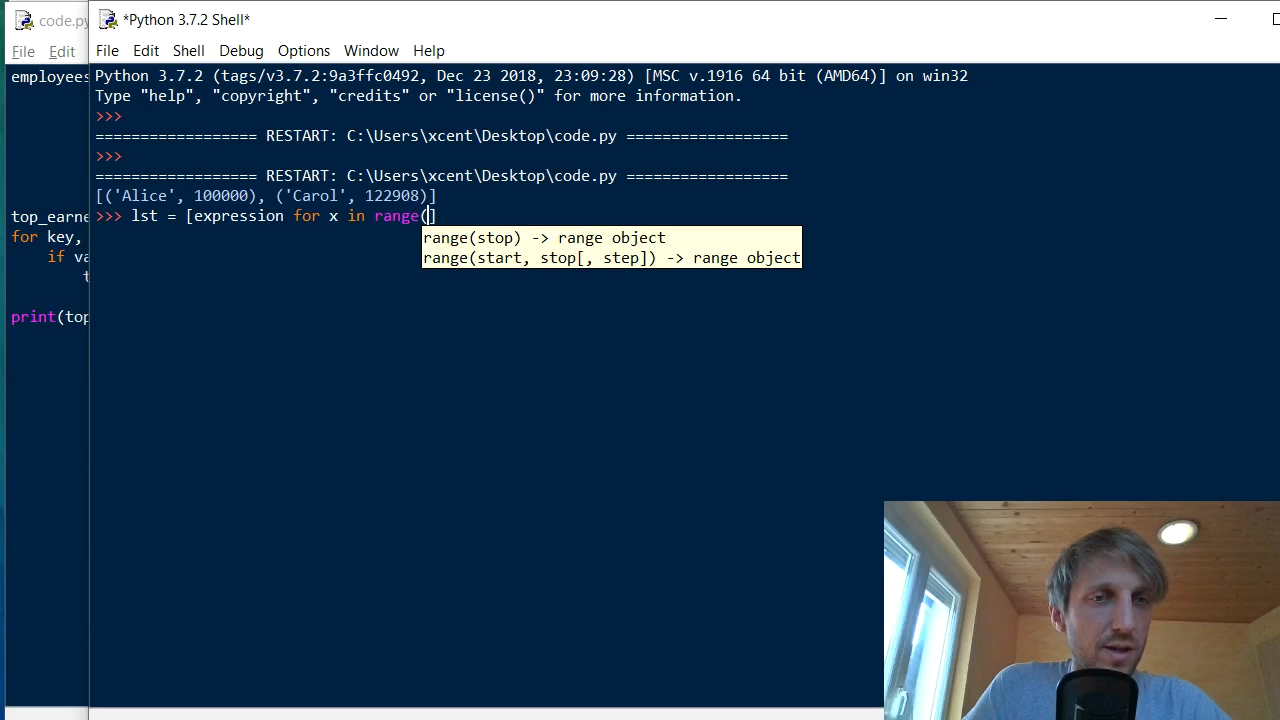 code.py
*Python 3.7.2 Shell*
File Edit
File Edit Shell Debug Options Window Help
employees
top_earne
for key,
if va
t
print(top
Python 3.7.2 (tags/v3.7.2:9a3ffc0492, Dec 23 2018, 23:09:28) [MSC v.1916 64 bit (AMD64)] on win32
Type "help", "copyright", "credits" or "license()" for more information.
>>>
================== RESTART: C:\Users\xcent\Desktop\code.py ==================
>>>
================== RESTART: C:\Users\xcent\Desktop\code.py ==================
[('Alice', 100000), ('Carol', 122908)]
>>> lst = [expression for x in range(]
range(stop) -> range object
range(start, stop[, step]) -> range object